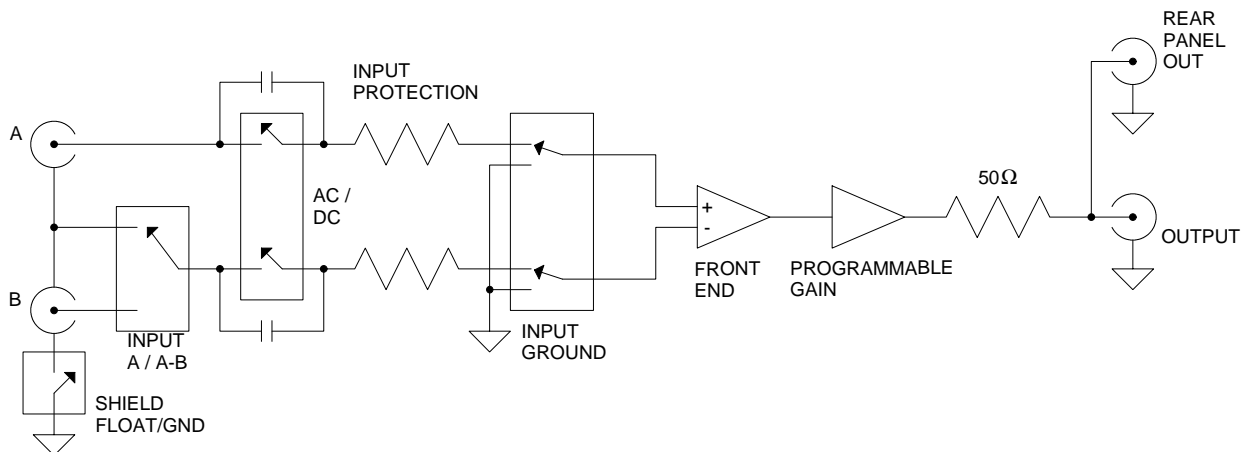 REAR
PANEL
OUT
INPUT
PROTECTION
A
AC /
DC
50Ω
+
-
OUTPUT
FRONT
END
PROGRAMMABLE
GAIN
B
INPUT
A / A-B
INPUT
GROUND
SHIELD
FLOAT/GND